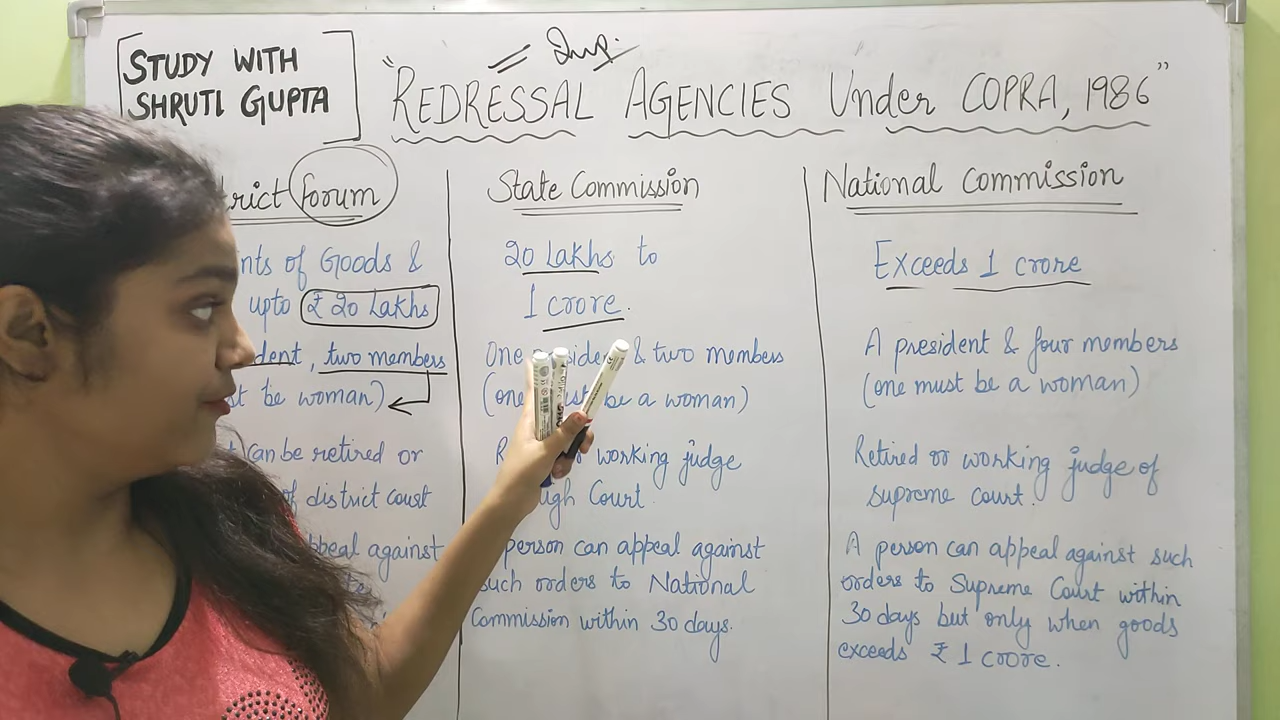 STUDY WITH
SHRUTI GUPTA
Imp.
"REDRESSAL AGENCIES Under COPRA, 1986"
forum
Goods &
upto ₹ 20 Lakhs
, two members
be woman)
can be retired or
of district court
against
State Commission
20 Lakhs to
1 crore.
One & two members
(one be a woman)
working judge
Court.
person can appeal against
such orders to National
Commission within 30 days.
National Commission
Exceeds 1 crore
A president & four members
(one must be a woman)
Retired or working judge of
supreme court.
A person can appeal against such
orders to Supreme Court within
30 days but only when goods
exceeds ₹ 1 crore.